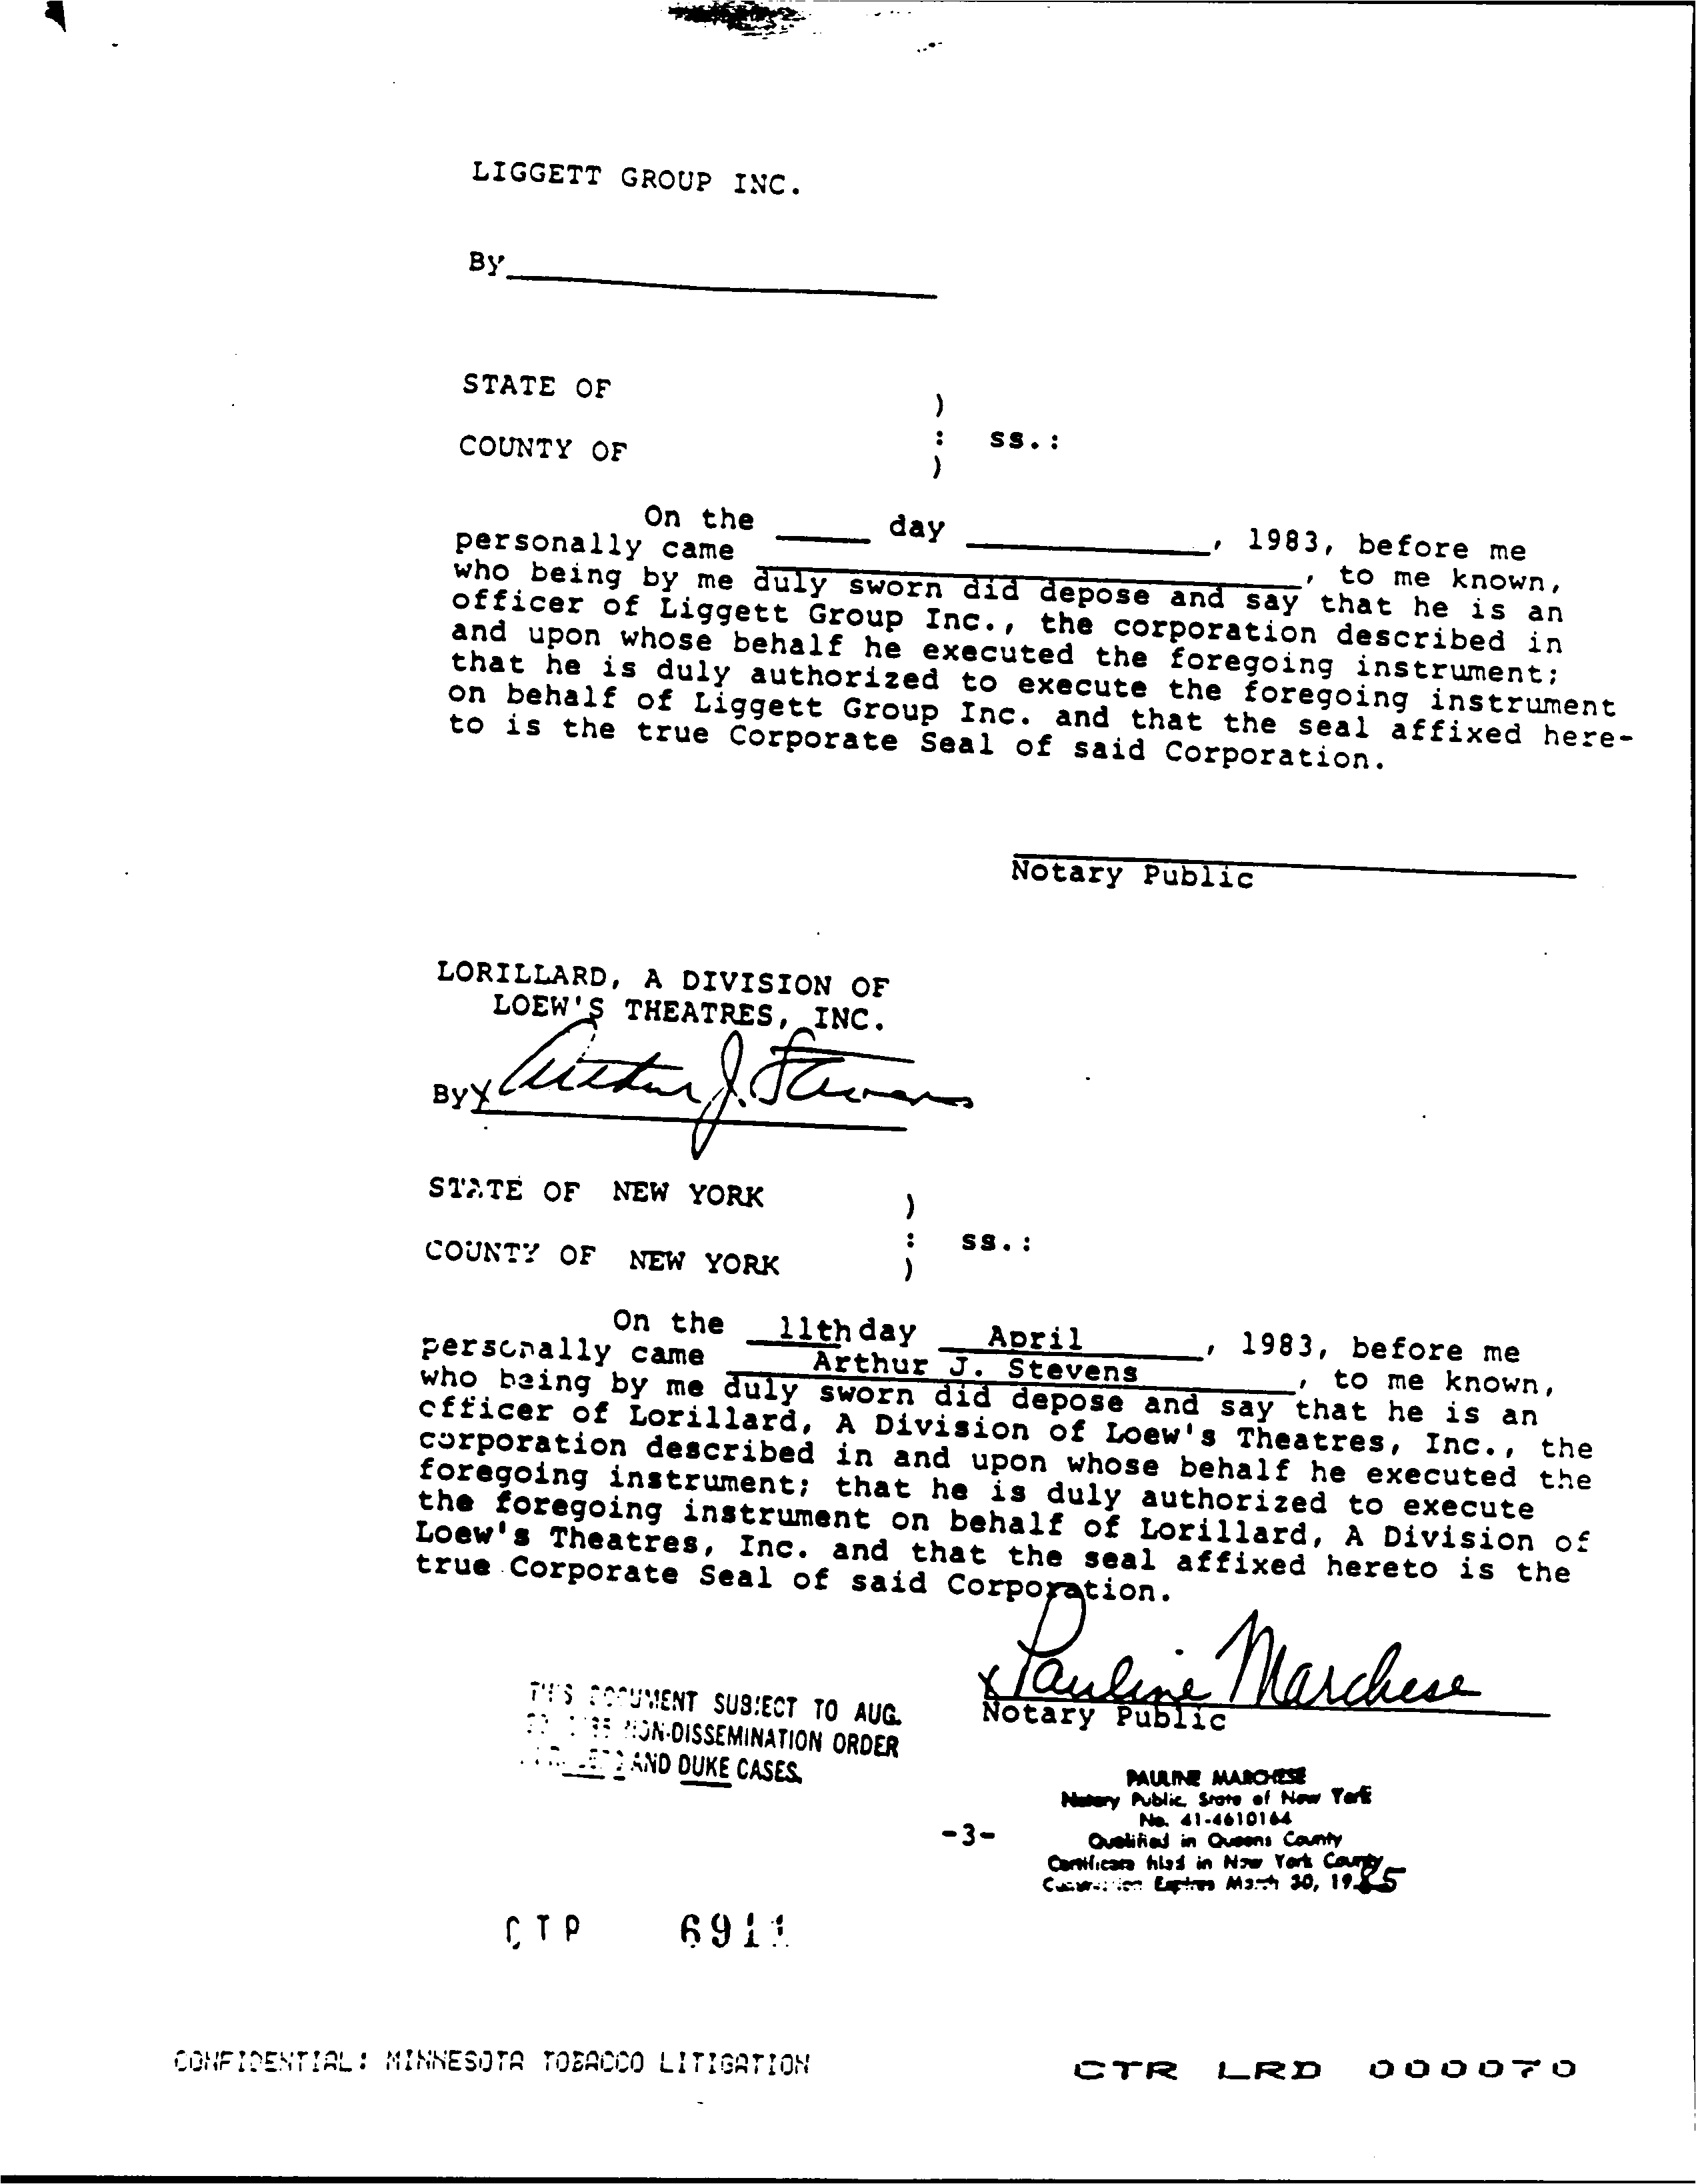 LIGGETT GROUP INC.
By
STATE OF
)
: ss.:
COUNTY OF
)
On the _____ day _____________, 1983, before me
personally came _____________________________, to me known,
who being by me duly sworn did depose and say that he is an
officer of Liggett Group Inc., the corporation described in
and upon whose behalf he executed the foregoing instrument;
that he is duly authorized to execute the foregoing instrument
on behalf of Liggett Group Inc. and that the seal affixed here-
to is the true Corporate Seal of said Corporation.
Notary Public
LORILLARD, A DIVISION OF
LOEW'S THEATRES, INC.
By x Arthur J. Stevens
STATE OF NEW YORK
)
: ss.:
COUNTY OF NEW YORK
)
On the 11th day April, 1983, before me
personally came Arthur J. Stevens, to me known,
who being by me duly sworn did depose and say that he is an
officer of Lorillard, A Division of Loew's Theatres, Inc., the
corporation described in and upon whose behalf he executed the
foregoing instrument; that he is duly authorized to execute
the foregoing instrument on behalf of Lorillard, A Division of
Loew's Theatres, Inc. and that the seal affixed hereto is the
true Corporate Seal of said Corporation.
x Pauline Marchese
Notary Public
THIS DOCUMENT SUBJECT TO AUG.
NON-DISSEMINATION ORDER
AND DUKE CASES.
PAULINE MARCHESE
Notary Public, State of New York
No. 41-4610164
Qualified in Queens County
Certificate filed in New York County
Commission Expires March 30, 1985
-3-
CTP 6911
CONFIDENTIAL: MINNESOTA TOBACCO LITIGATION
CTR LRD 000070